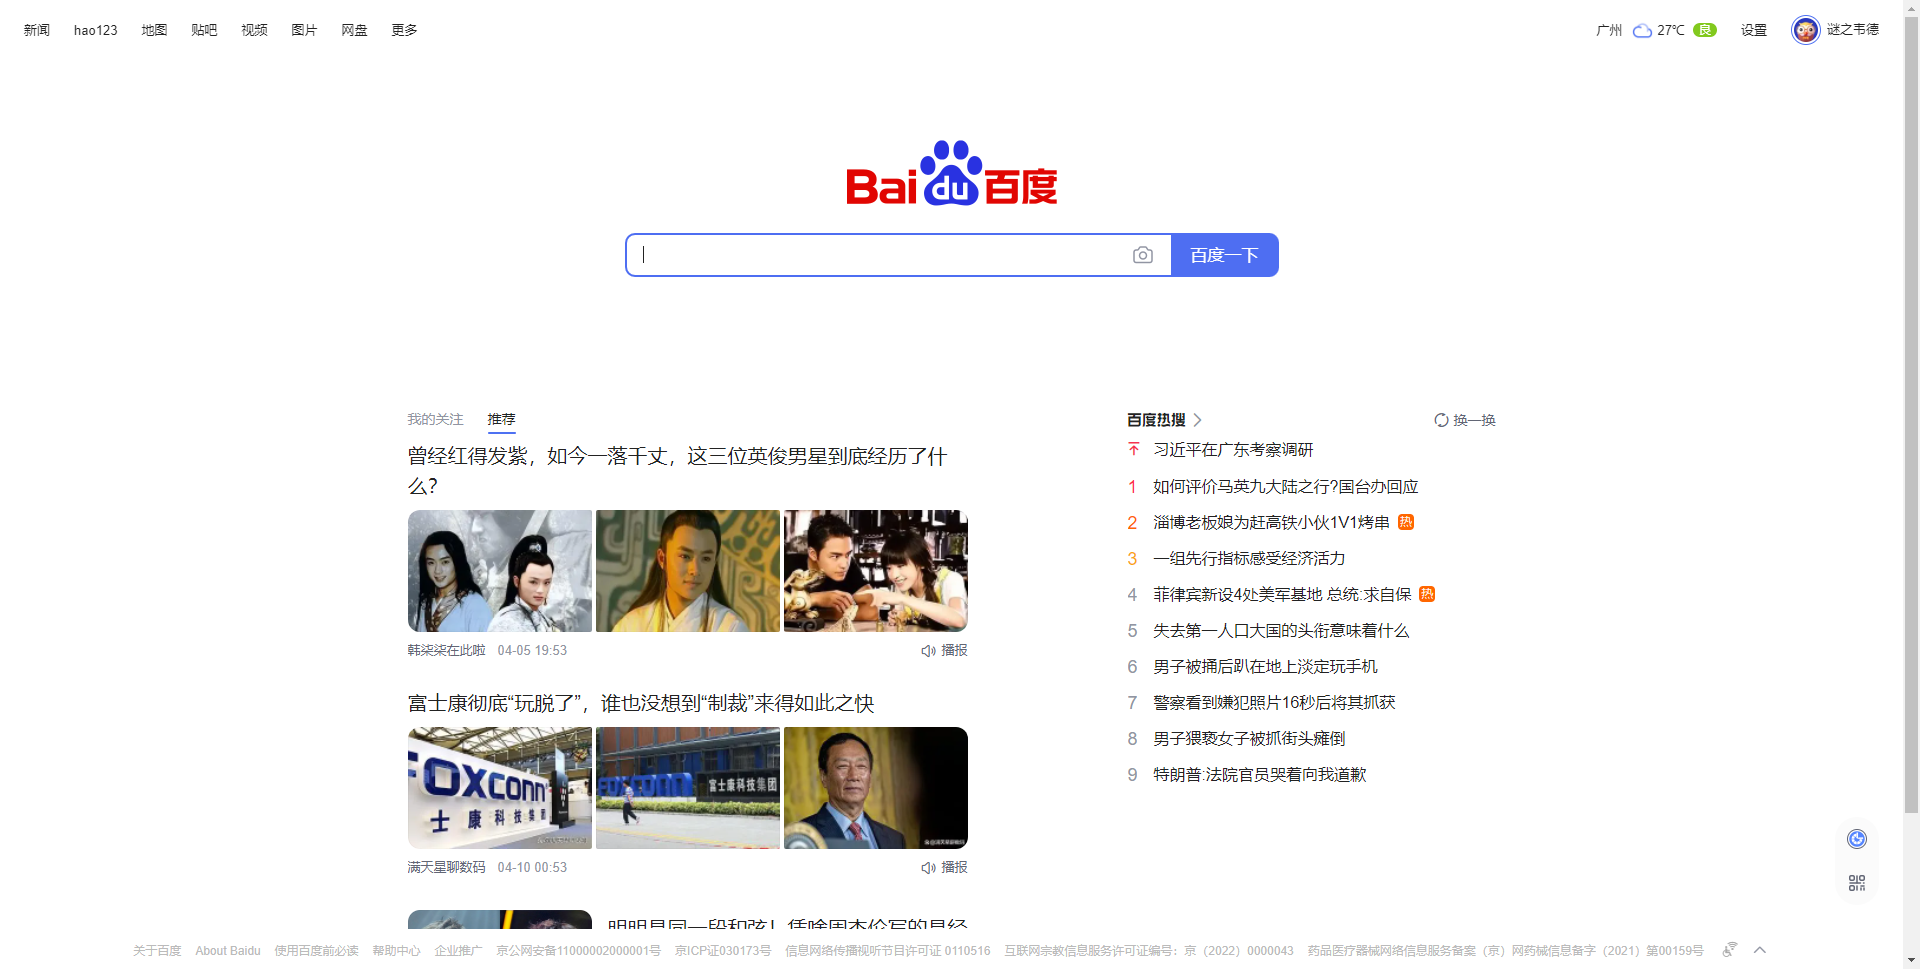 新闻 hao123 地图 贴吧 视频 图片 网盘 更多
广州 27℃ 良 设置 谜之韦德
Bai du 百度
百度一下
我的关注 推荐
曾经红得发紫，如今一落千丈，这三位英俊男星到底经历了什
么？
韩柒柒在此啦 04-05 19:53 播报
富士康彻底“玩脱了”，谁也没想到“制裁”来得如此之快
FOXCONN
士康科技集团
FOXCONN 富士康科技集团
满天星聊数码 04-10 00:53 播报
明明是同一段和弦！凭啥周杰伦写的是经
百度热搜 换一换
习近平在广东考察调研
1 如何评价马英九大陆之行?国台办回应
2 淄博老板娘为赶高铁小伙1V1烤串 热
3 一组先行指标感受经济活力
4 菲律宾新设4处美军基地 总统:求自保 热
5 失去第一人口大国的头衔意味着什么
6 男子被捅后趴在地上淡定玩手机
7 警察看到嫌犯照片16秒后将其抓获
8 男子猥亵女子被抓街头瘫倒
9 特朗普:法院官员哭着向我道歉
关于百度 About Baidu 使用百度前必读 帮助中心 企业推广 京公网安备11000002000001号 京ICP证030173号 信息网络传播视听节目许可证 0110516 互联网宗教信息服务许可证编号：京（2022）0000043 药品医疗器械网络信息服务备案（京）网药械信息备字（2021）第00159号